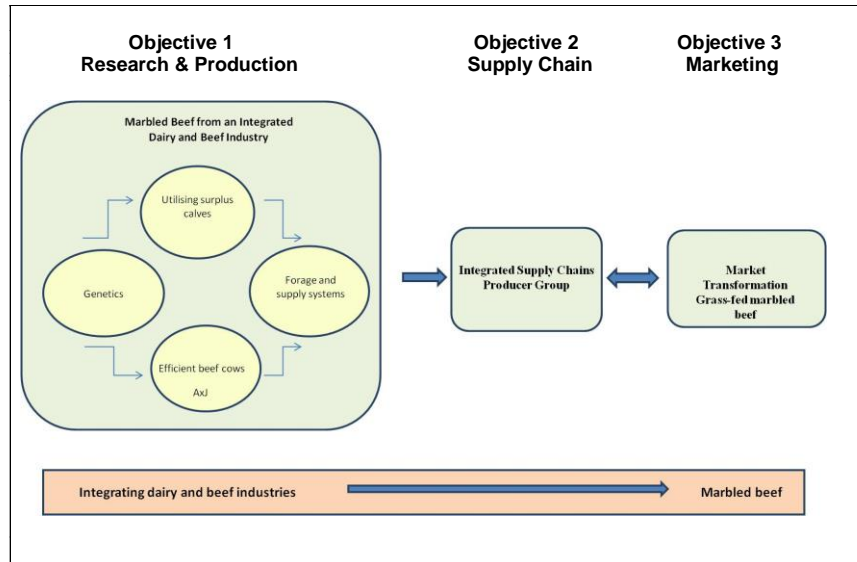 Objective 1
Research & Production
Objective 2
Supply Chain
Objective 3
Marketing
Marbled Beef from an Integrated
Dairy and Beef Industry
Utilising surplus
calves
Genetics
Forage and
supply systems
Efficient beef cows
AxJ
Integrated Supply Chains
Producer Group
Market
Transformation
Grass-fed marbled
beef
Integrating dairy and beef industries
Marbled beef